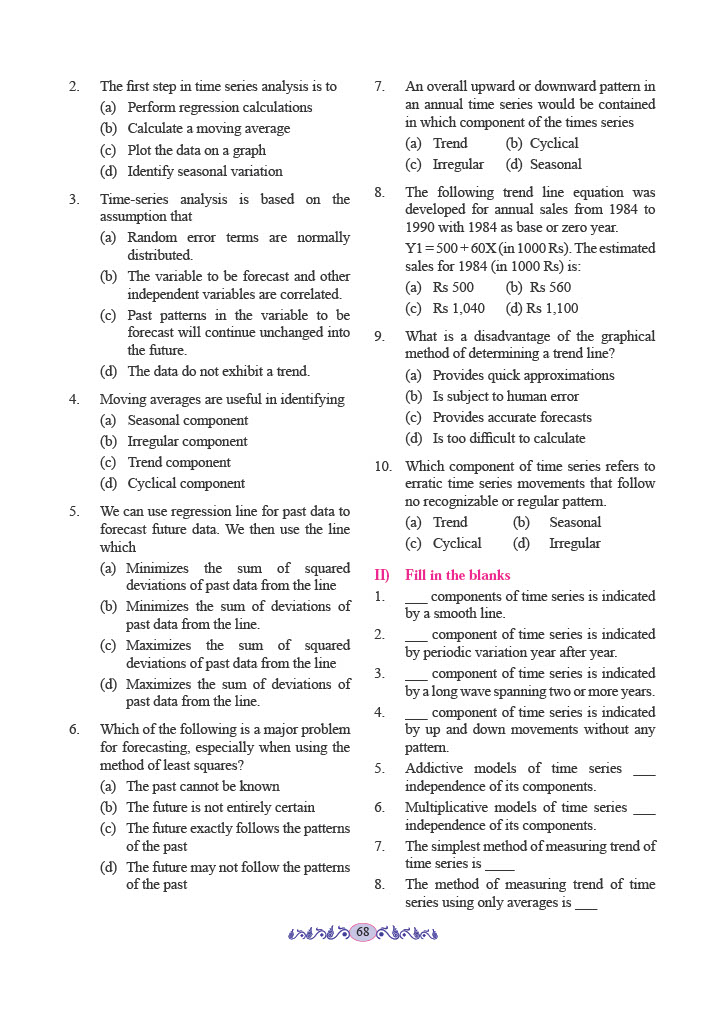 2. The first step in time series analysis is to
(a) Perform regression calculations
(b) Calculate a moving average
(c) Plot the data on a graph
(d) Identify seasonal variation
3. Time-series analysis is based on the
assumption that
(a) Random error terms are normally
distributed.
(b) The variable to be forecast and other
independent variables are correlated.
(c) Past patterns in the variable to be
forecast will continue unchanged into
the future.
(d) The data do not exhibit a trend.
4. Moving averages are useful in identifying
(a) Seasonal component
(b) Irregular component
(c) Trend component
(d) Cyclical component
5. We can use regression line for past data to
forecast future data. We then use the line
which
(a) Minimizes the sum of squared
deviations of past data from the line
(b) Minimizes the sum of deviations of
past data from the line.
(c) Maximizes the sum of squared
deviations of past data from the line
(d) Maximizes the sum of deviations of
past data from the line.
6. Which of the following is a major problem
for forecasting, especially when using the
method of least squares?
(a) The past cannot be known
(b) The future is not entirely certain
(c) The future exactly follows the patterns
of the past
(d) The future may not follow the patterns
of the past
7. An overall upward or downward pattern in
an annual time series would be contained
in which component of the times series
(a) Trend (b) Cyclical
(c) Irregular (d) Seasonal
8. The following trend line equation was
developed for annual sales from 1984 to
1990 with 1984 as base or zero year.
Y1 = 500 + 60X (in 1000 Rs). The estimated
sales for 1984 (in 1000 Rs) is:
(a) Rs 500 (b) Rs 560
(c) Rs 1,040 (d) Rs 1,100
9. What is a disadvantage of the graphical
method of determining a trend line?
(a) Provides quick approximations
(b) Is subject to human error
(c) Provides accurate forecasts
(d) Is too difficult to calculate
10. Which component of time series refers to
erratic time series movements that follow
no recognizable or regular pattern.
(a) Trend (b) Seasonal
(c) Cyclical (d) Irregular
II) Fill in the blanks
1. ___ components of time series is indicated
by a smooth line.
2. ___ component of time series is indicated
by periodic variation year after year.
3. ___ component of time series is indicated
by a long wave spanning two or more years.
4. ___ component of time series is indicated
by up and down movements without any
pattern.
5. Addictive models of time series ___
independence of its components.
6. Multiplicative models of time series ___
independence of its components.
7. The simplest method of measuring trend of
time series is ____
8. The method of measuring trend of time
series using only averages is ___
68